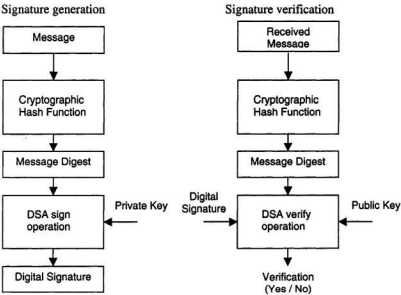 Signature generation
Message
Cryptographic
Hash Function
Message Digest
Private Key
DSA sign
operation
Digital Signature
Signature verification
Received
Message
Cryptographic
Hash Function
Message Digest
Digital
Signature
Public Key
DSA verify
operation
Verification
(Yes / No)